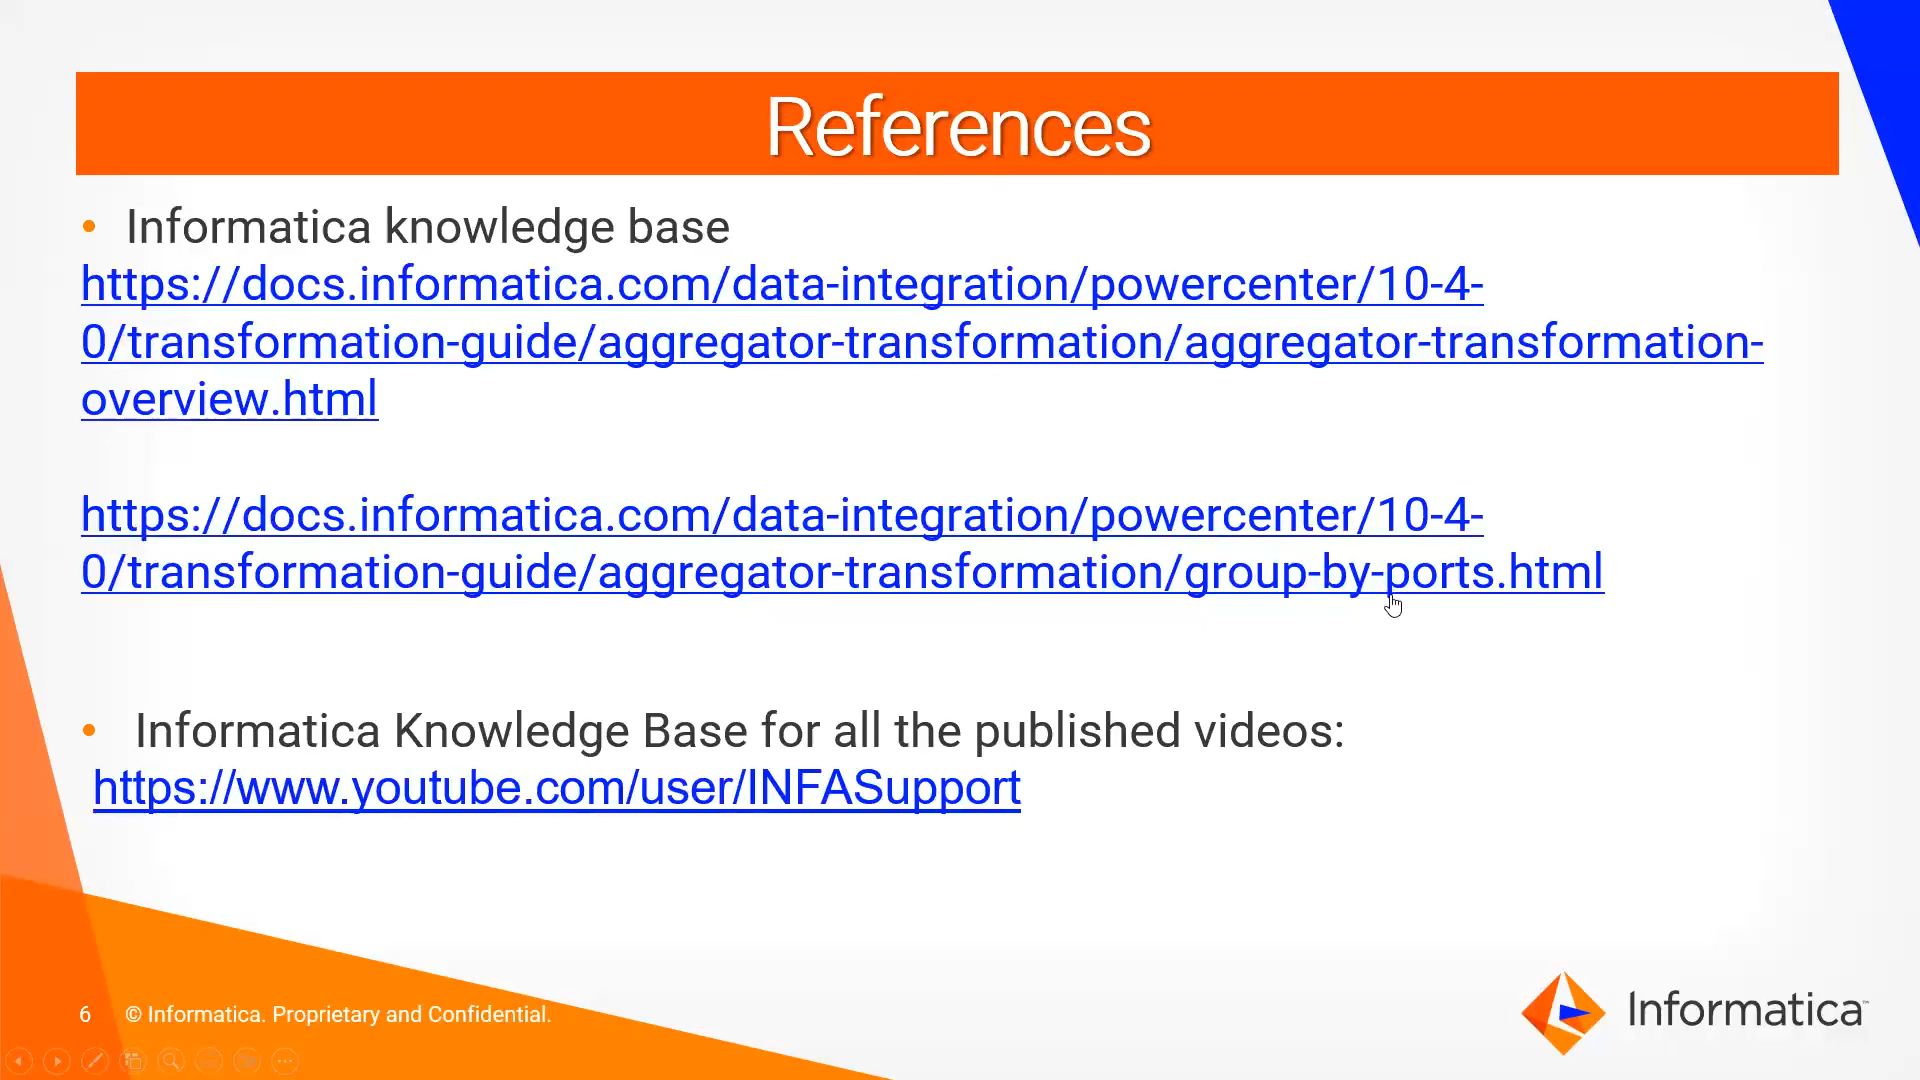 References
• Informatica knowledge base
https://docs.informatica.com/data-integration/powercenter/10-4-
0/transformation-guide/aggregator-transformation/aggregator-transformation-
overview.html
https://docs.informatica.com/data-integration/powercenter/10-4-
0/transformation-guide/aggregator-transformation/group-by-ports.html
• Informatica Knowledge Base for all the published videos:
https://www.youtube.com/user/INFASupport
6 © Informatica. Proprietary and Confidential.
Informatica™